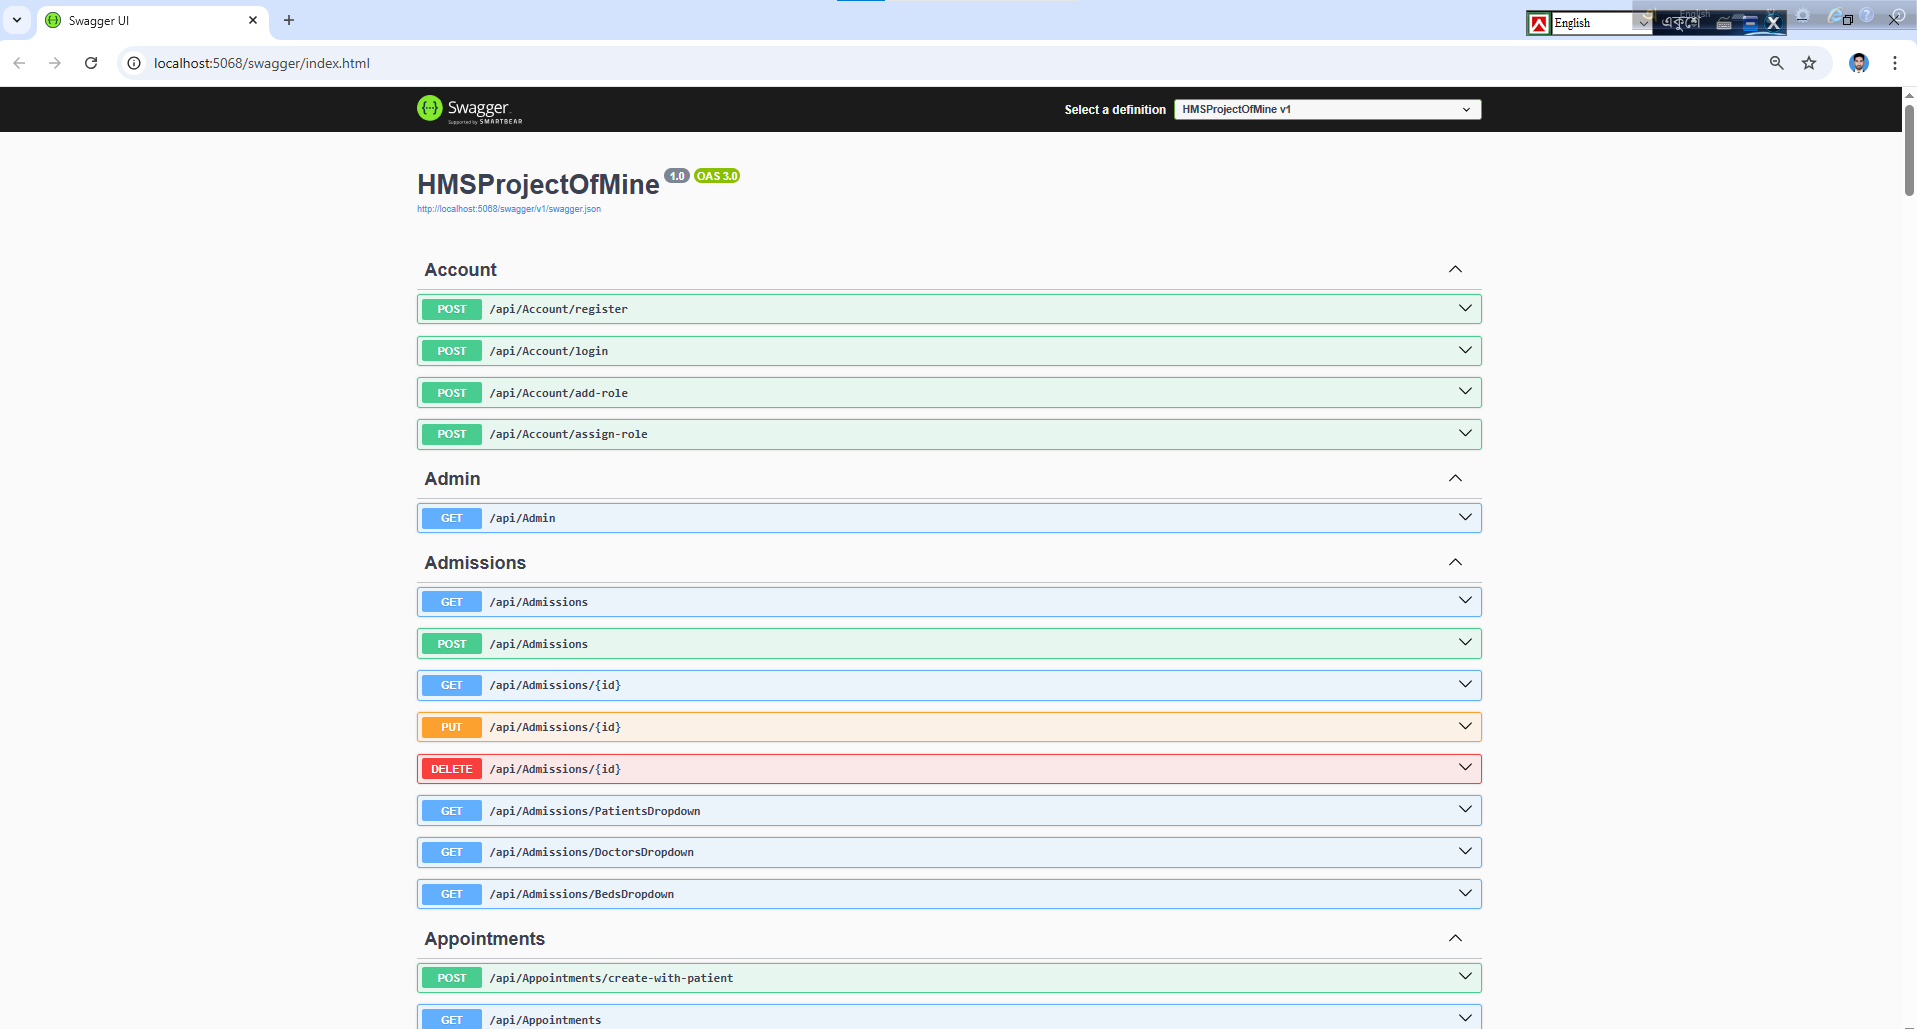 Swagger UI
English
একুশে
English
localhost:5068/swagger/index.html
Swagger
Supported by SMARTBEAR
Select a definition
HMSProjectOfMine v1
HMSProjectOfMine 1.0 OAS 3.0
http://localhost:5068/swagger/v1/swagger.json
Account
POST /api/Account/register
POST /api/Account/login
POST /api/Account/add-role
POST /api/Account/assign-role
Admin
GET /api/Admin
Admissions
GET /api/Admissions
POST /api/Admissions
GET /api/Admissions/{id}
PUT /api/Admissions/{id}
DELETE /api/Admissions/{id}
GET /api/Admissions/PatientsDropdown
GET /api/Admissions/DoctorsDropdown
GET /api/Admissions/BedsDropdown
Appointments
POST /api/Appointments/create-with-patient
GET /api/Appointments